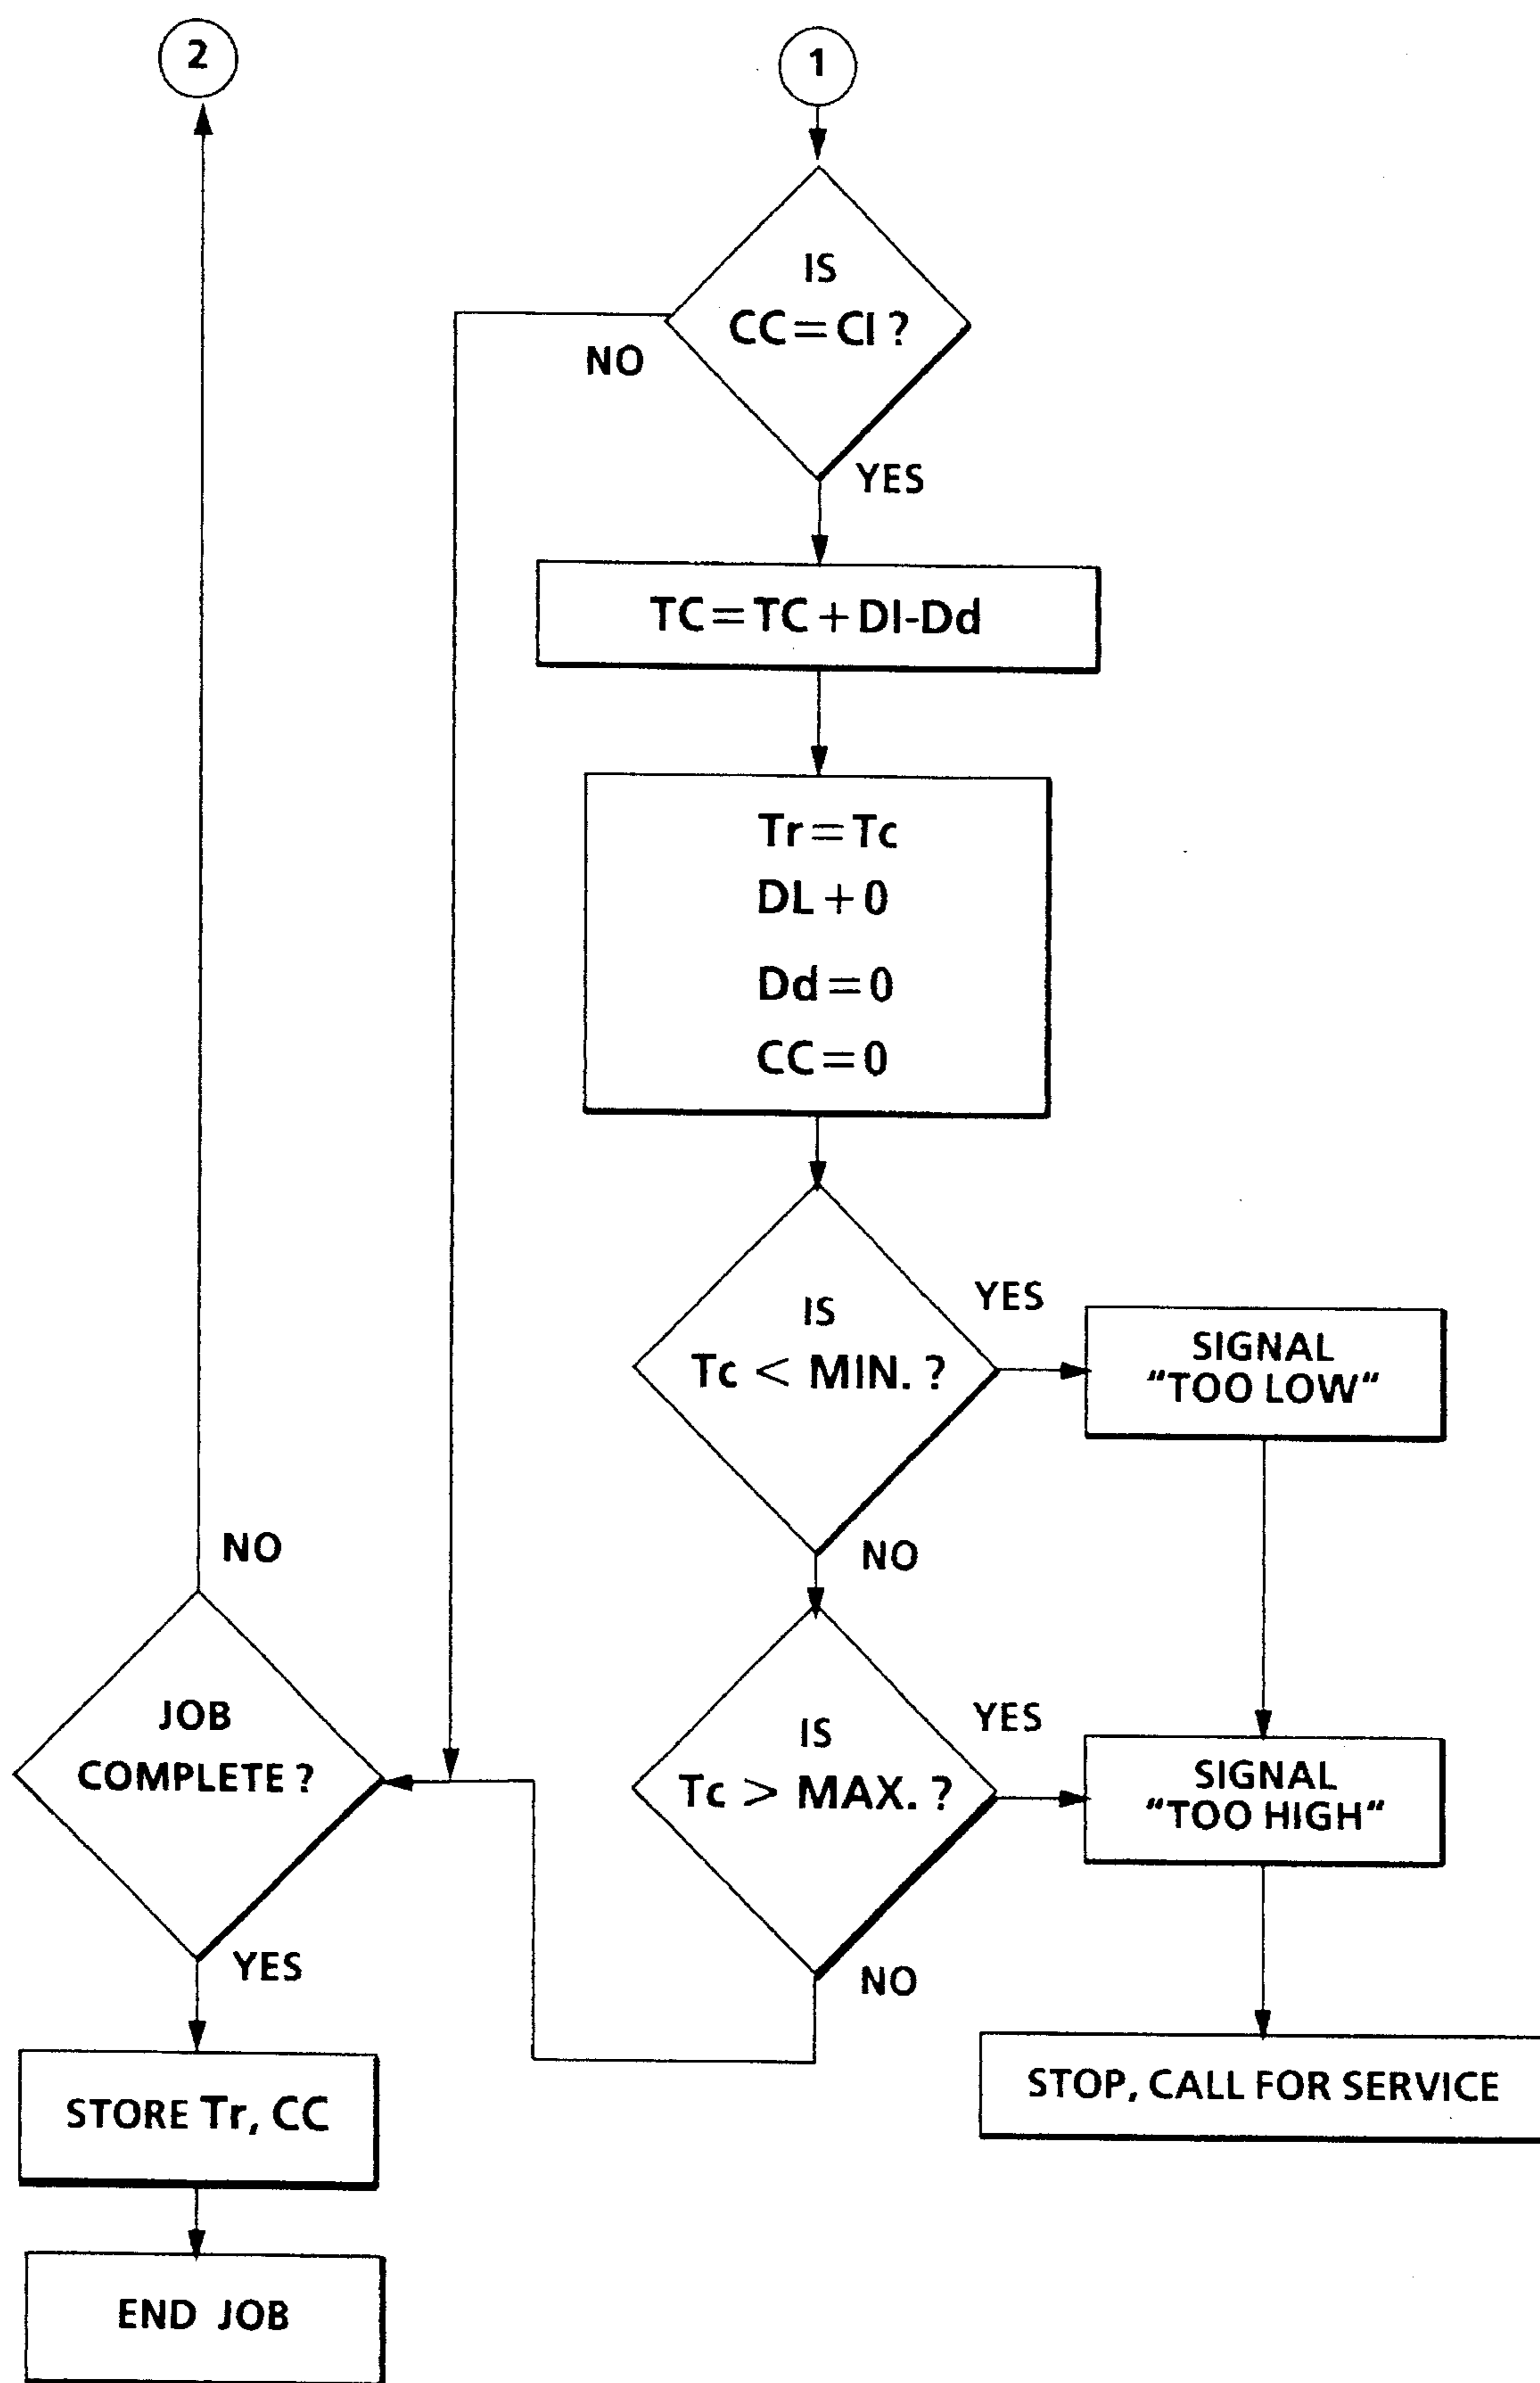 2
1
IS
CC=CI?
NO
YES
TC=TC+DI-Dd
Tr=Tc
DL+0
Dd=0
CC=0
IS
Tc < MIN.?
YES
SIGNAL
"TOO LOW"
NO
NO
JOB
COMPLETE?
IS
Tc > MAX.?
YES
SIGNAL
"TOO HIGH"
YES
NO
STORE Tr, CC
STOP, CALL FOR SERVICE
END JOB